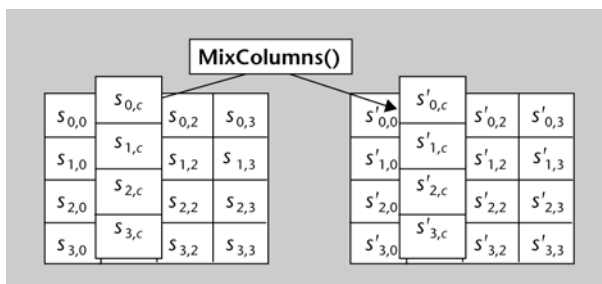 MixColumns()
s0,0 s0,c s0,2 s0,3
s1,0 s1,c s1,2 s1,3
s2,0 s2,c s2,2 s2,3
s3,0 s3,c s3,2 s3,3
s'0,0 s'0,c s'0,2 s'0,3
s'1,0 s'1,c s'1,2 s'1,3
s'2,0 s'2,c s'2,2 s'2,3
s'3,0 s'3,c s'3,2 s'3,3